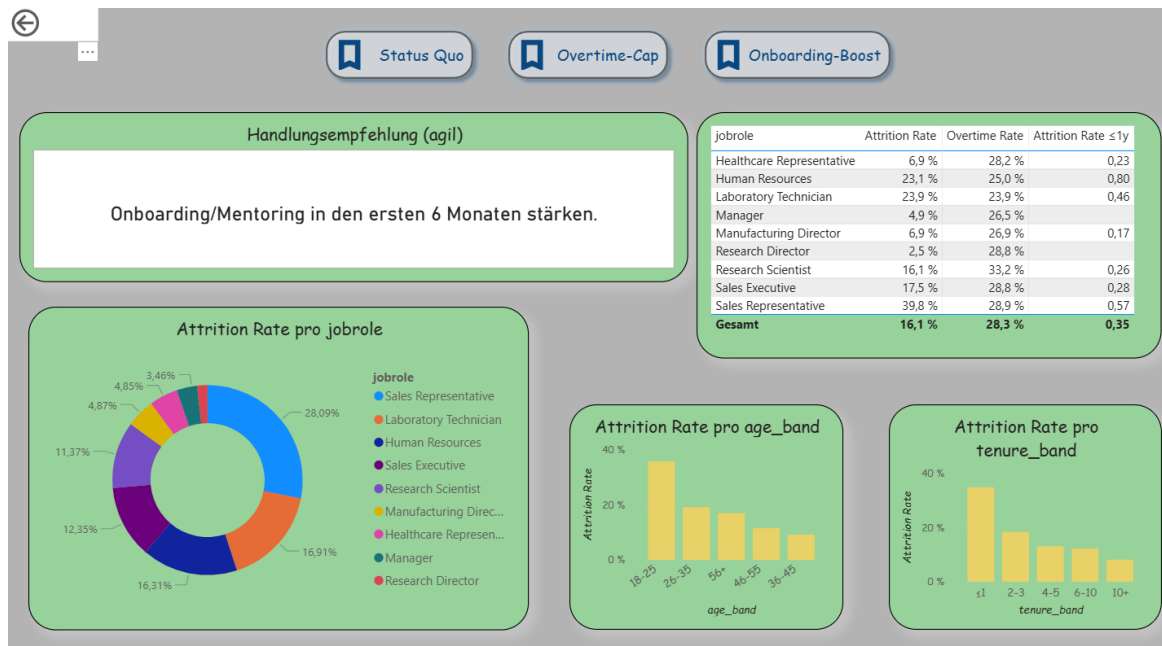 ...
Status Quo
Overtime-Cap
Onboarding-Boost
Handlungsempfehlung (agil)
Onboarding/Mentoring in den ersten 6 Monaten stärken.
jobrole Attrition Rate Overtime Rate Attrition Rate ≤1y
Healthcare Representative 6,9 % 28,2 % 0,23
Human Resources 23,1 % 25,0 % 0,80
Laboratory Technician 23,9 % 23,9 % 0,46
Manager 4,9 % 26,5 %
Manufacturing Director 6,9 % 26,9 % 0,17
Research Director 2,5 % 28,8 %
Research Scientist 16,1 % 33,2 % 0,26
Sales Executive 17,5 % 28,8 % 0,28
Sales Representative 39,8 % 28,9 % 0,57
Gesamt 16,1 % 28,3 % 0,35
Attrition Rate pro jobrole
3,46%
4,85%
4,87%
11,37%
12,35%
16,31%
16,91%
28,09%
jobrole
Sales Representative
Laboratory Technician
Human Resources
Sales Executive
Research Scientist
Manufacturing Direc...
Healthcare Represen...
Manager
Research Director
Attrition Rate pro age_band
Attrition Rate
40 %
20 %
0 %
18-25
26-35
56+
46-55
36-45
age_band
Attrition Rate pro
tenure_band
Attrition Rate
40 %
20 %
0 %
≤1
2-3
4-5
6-10
10+
tenure_band